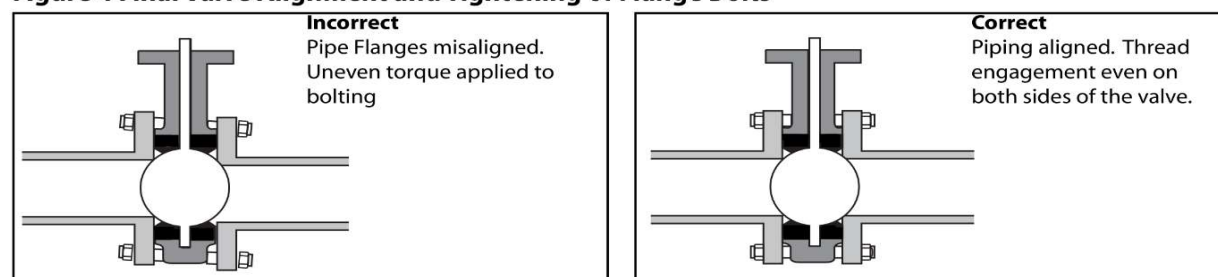 Incorrect
Pipe Flanges misaligned.
Uneven torque applied to
bolting
Correct
Piping aligned. Thread
engagement even on
both sides of the valve.